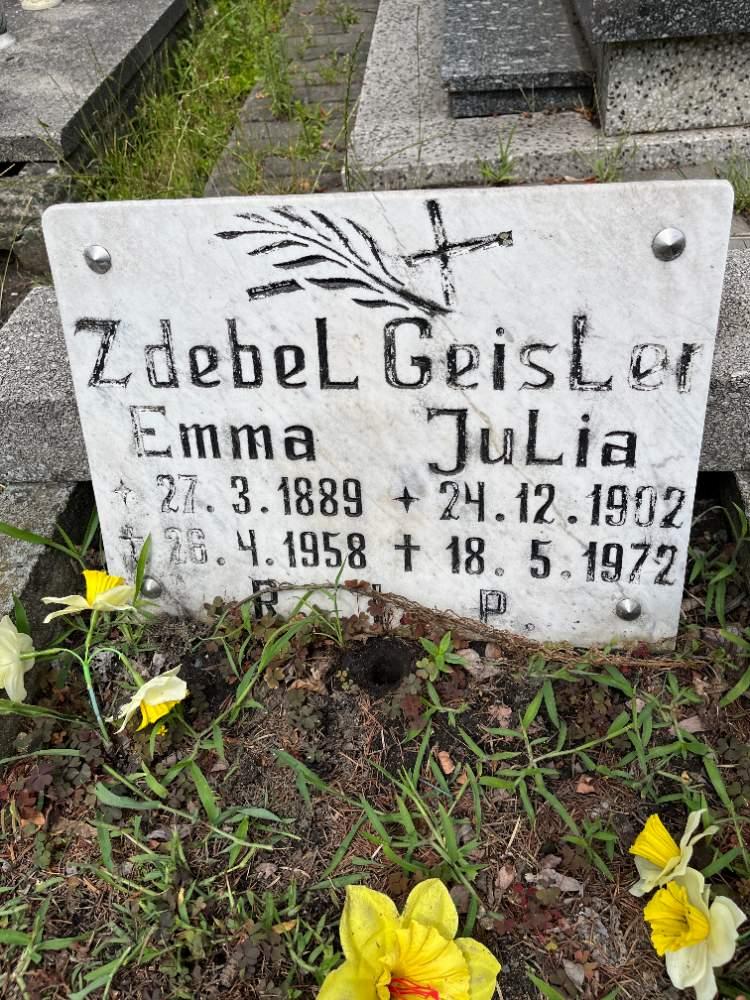 Zdebel Geisler
Emma Julia
27.3.1889 + 24.12.1902
† 26.4.1958 † 18.5.1972
R. I. P.